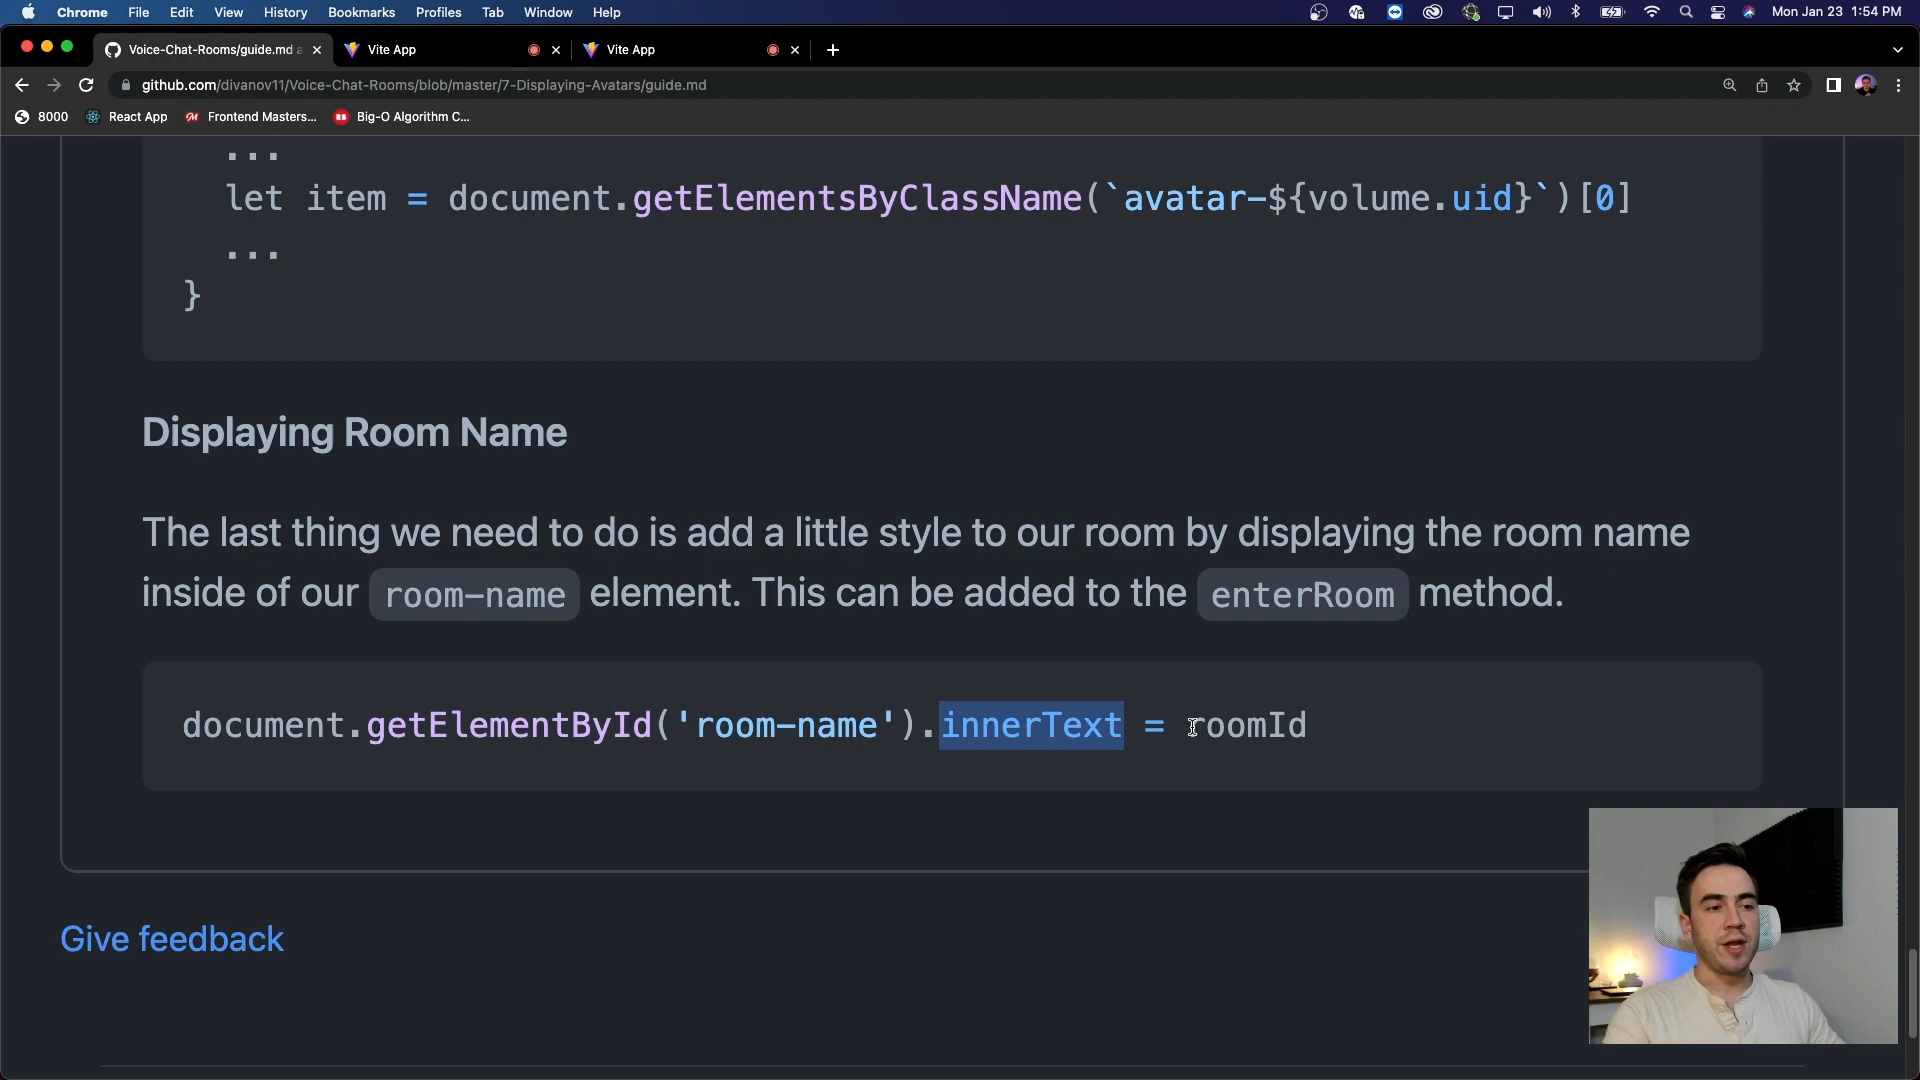 Chrome File Edit View History Bookmarks Profiles Tab Window Help Mon Jan 23 1:54 PM
Voice-Chat-Rooms/guide.md a Vite App Vite App
github.com/divanov11/Voice-Chat-Rooms/blob/master/7-Displaying-Avatars/guide.md
8000 React App Frontend Masters... Big-O Algorithm C...
...
let item = document.getElementsByClassName(`avatar-${volume.uid}`)[0]
...
}
Displaying Room Name
The last thing we need to do is add a little style to our room by displaying the room name
inside of our room-name element. This can be added to the enterRoom method.
document.getElementById('room-name').innerText = roomId
Give feedback